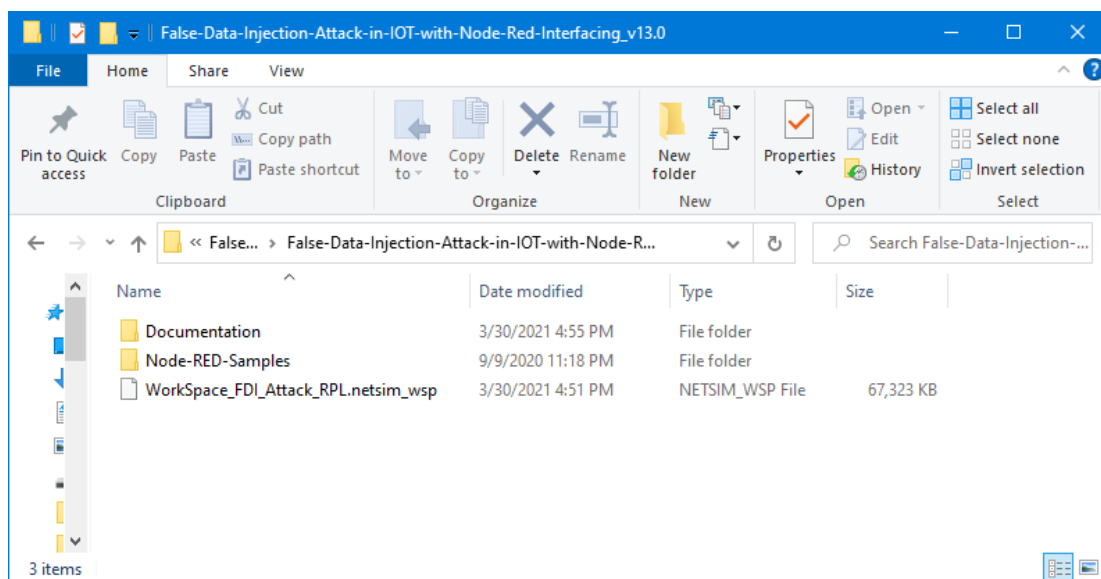 False-Data-Injection-Attack-in-IOT-with-Node-Red-Interfacing_v13.0
File Home Share View
Pin to Quick access
Copy
Paste
Cut
Copy path
Paste shortcut
Clipboard
Move to
Copy to
Delete
Rename
Organize
New folder
New
Properties
Open
Edit
History
Open
Select all
Select none
Invert selection
Select
« False... › False-Data-Injection-Attack-in-IOT-with-Node-R...
Search False-Data-Injection-...
Name Date modified Type Size
Documentation 3/30/2021 4:55 PM File folder
Node-RED-Samples 9/9/2020 11:18 PM File folder
WorkSpace_FDI_Attack_RPL.netsim_wsp 3/30/2021 4:51 PM NETSIM_WSP File 67,323 KB
3 items